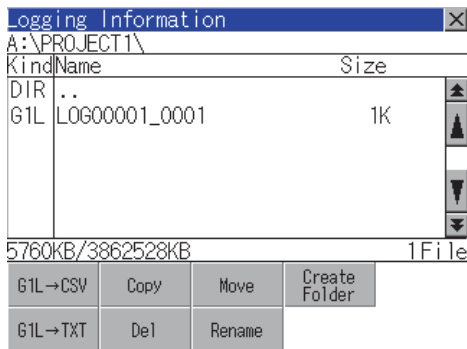 Logging Information
A:\PROJECT1\
Kind Name Size
DIR ..
G1L LOG00001_0001 1K
5760KB/3862528KB 1File
G1L→CSV Copy Move Create Folder
G1L→TXT Del Rename